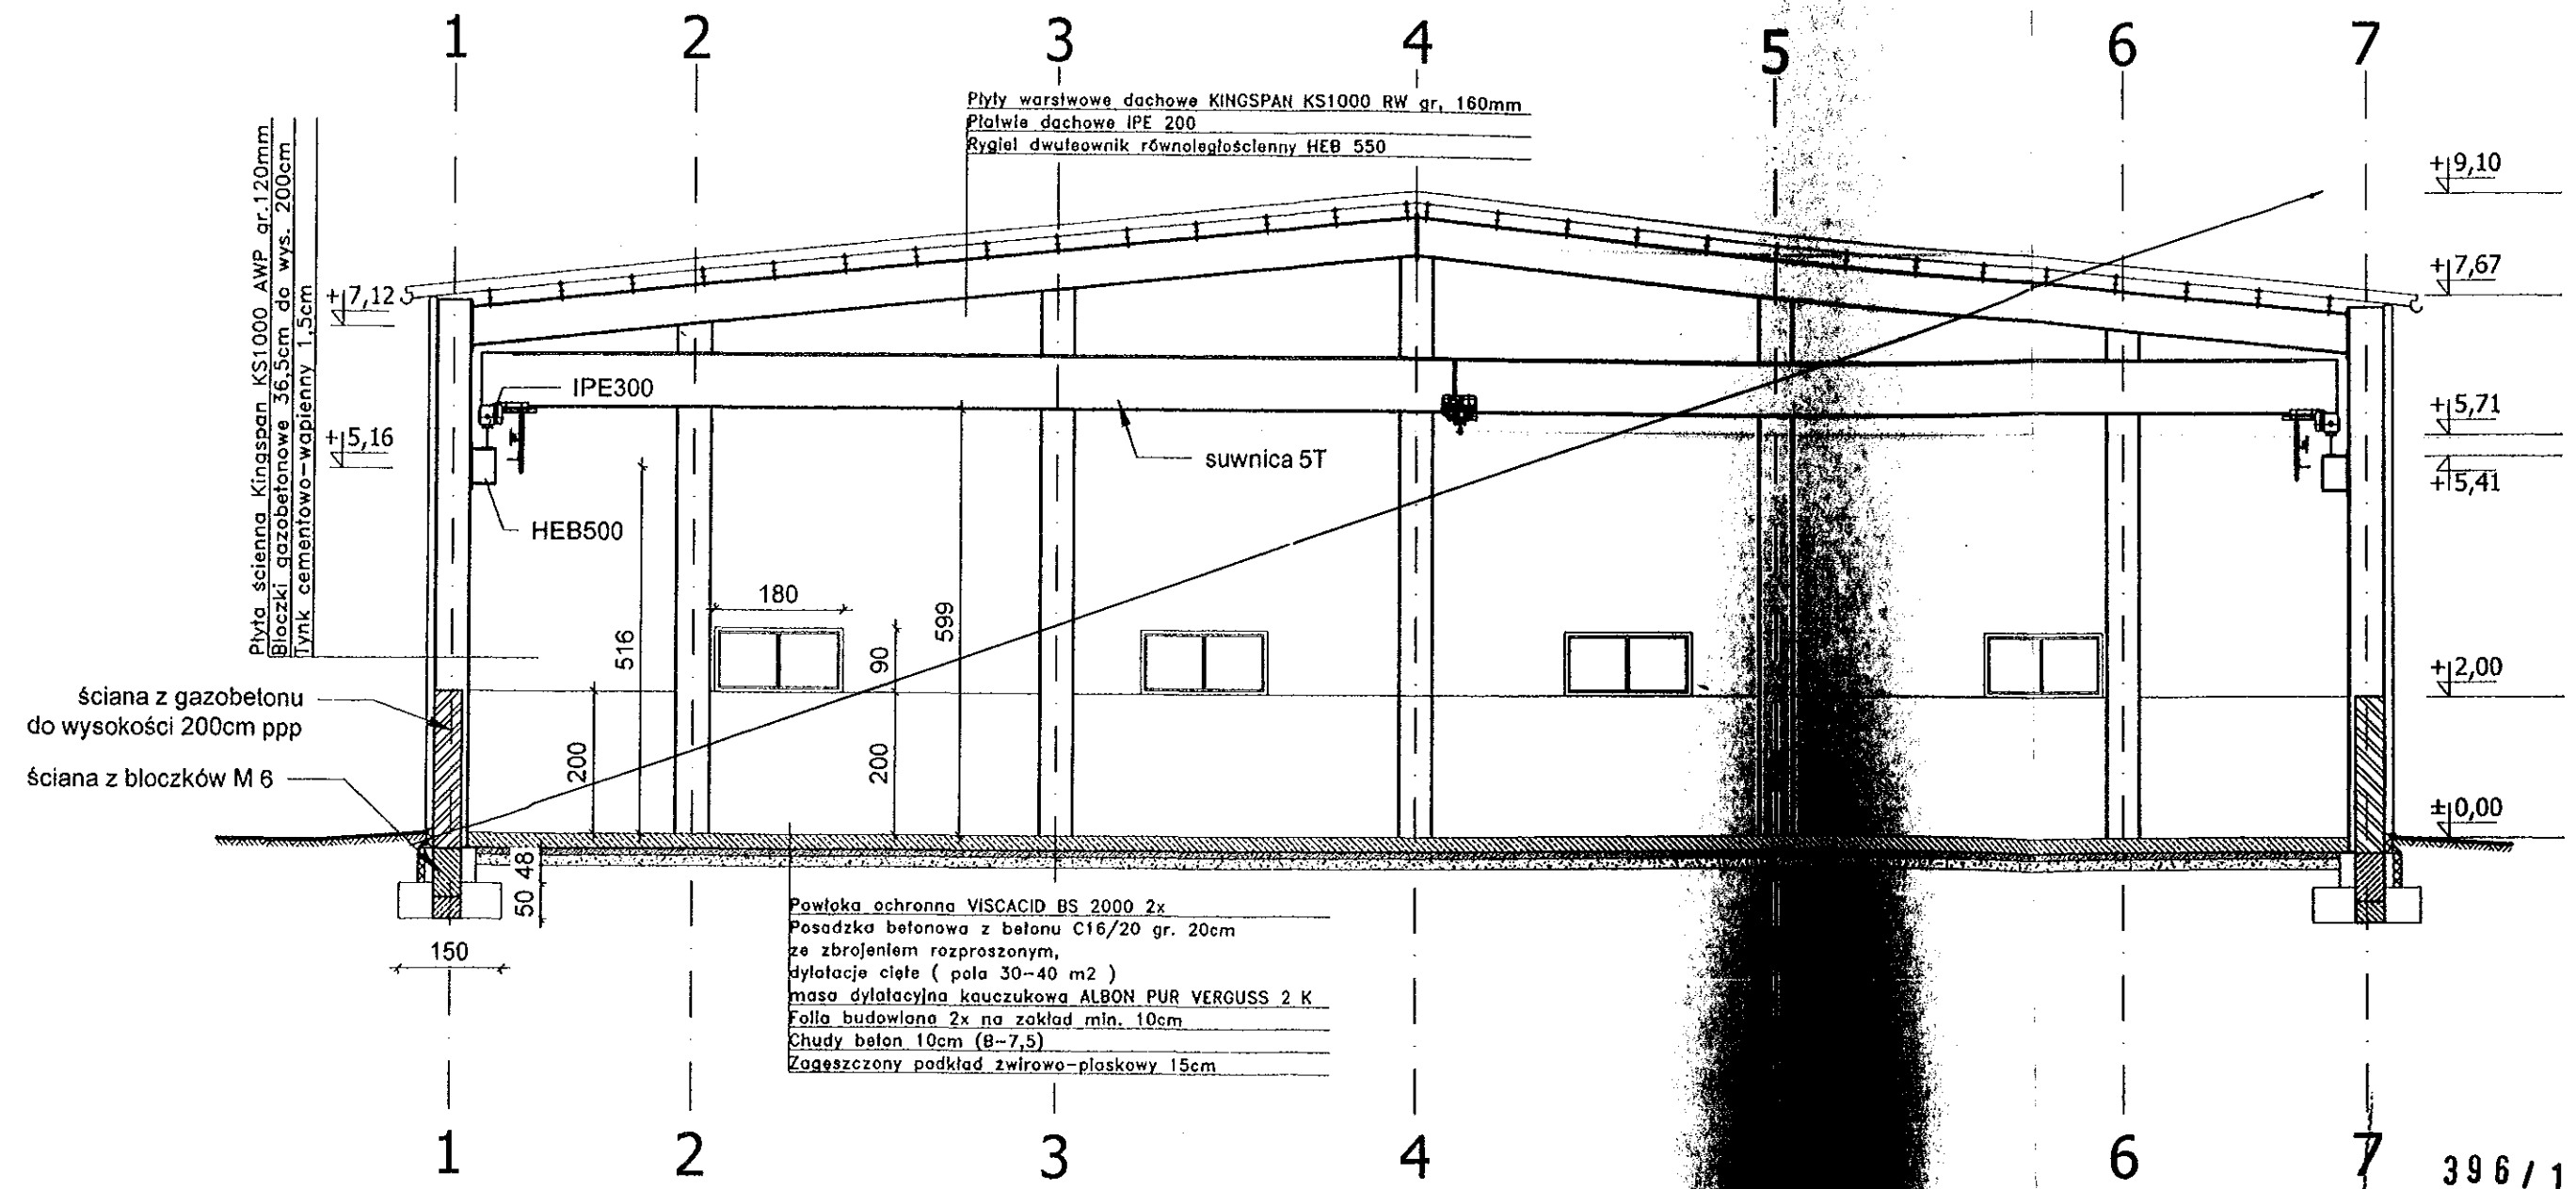 1 2 3 4 5 6 7
Płyty warstwowe dachowe KINGSPAN KS1000 RW gr. 160mm
Płatwie dachowe IPE 200
Rygiel dwuteownik równoległościenny HEB 550
Płyta ścienna Kingspan KS1000 AWP gr.120mm
Bloczki gazobetonowe 36,5cm do wys. 200cm
Tynk cementowo-wapienny 1,5cm
+9,10
+7,67
+7,12
+5,71
+5,16
+5,41
IPE300
suwnica 5T
HEB500
180
516
90
599
+2,00
ściana z gazobetonu
do wysokości 200cm ppp
200
200
ściana z bloczków M 6
±0,00
48
50
150
Powłoka ochronna VISCACID BS 2000 2x
Posadzka betonowa z betonu C16/20 gr. 20cm
ze zbrojeniem rozproszonym,
dylatacje cięte ( pola 30-40 m2 )
masa dylatacyjna kauczukowa ALBON PUR VERGUSS 2 K
Folia budowlana 2x na zakład min. 10cm
Chudy beton 10cm (B-7,5)
Zagęszczony podkład żwirowo-piaskowy 15cm
1 2 3 4 6 7
396/1